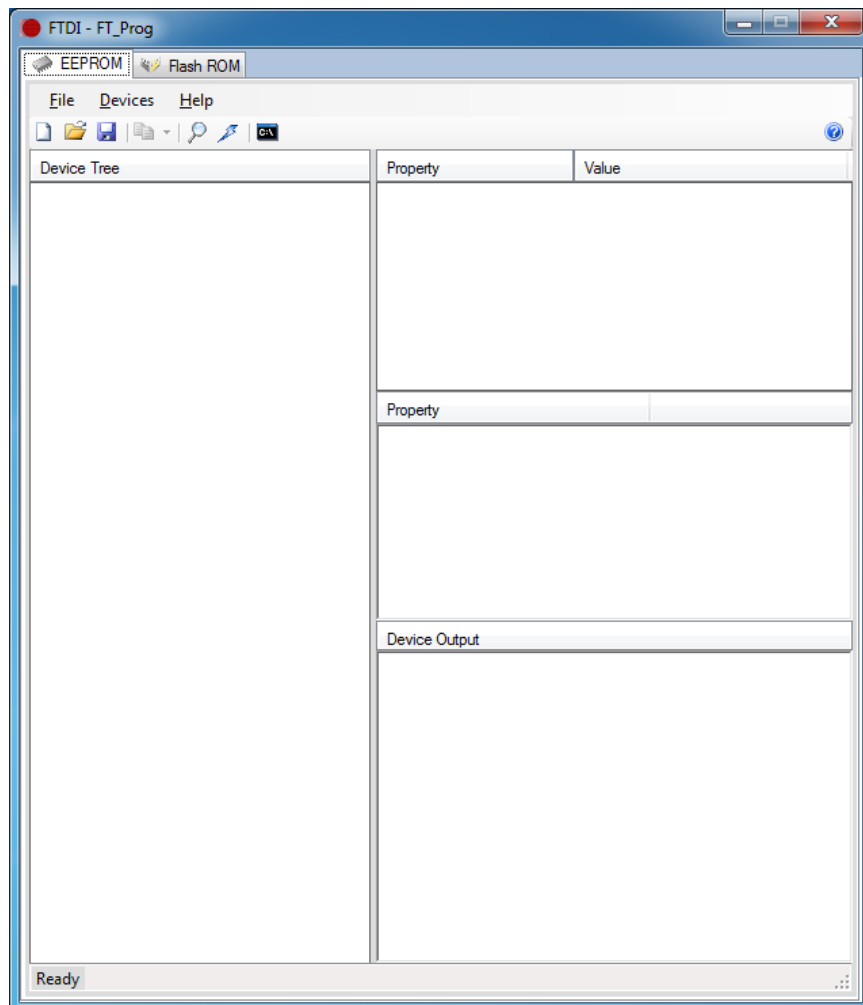 FTDI - FT_Prog
EEPROM Flash ROM
File Devices Help
C:\
Device Tree Property Value
Property
Device Output
Ready